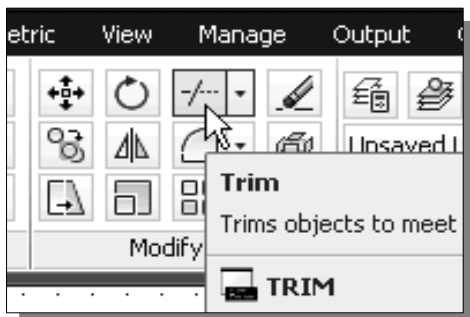 etric View Manage Output
Unsaved L
Trim
Trims objects to meet
Modify
TRIM